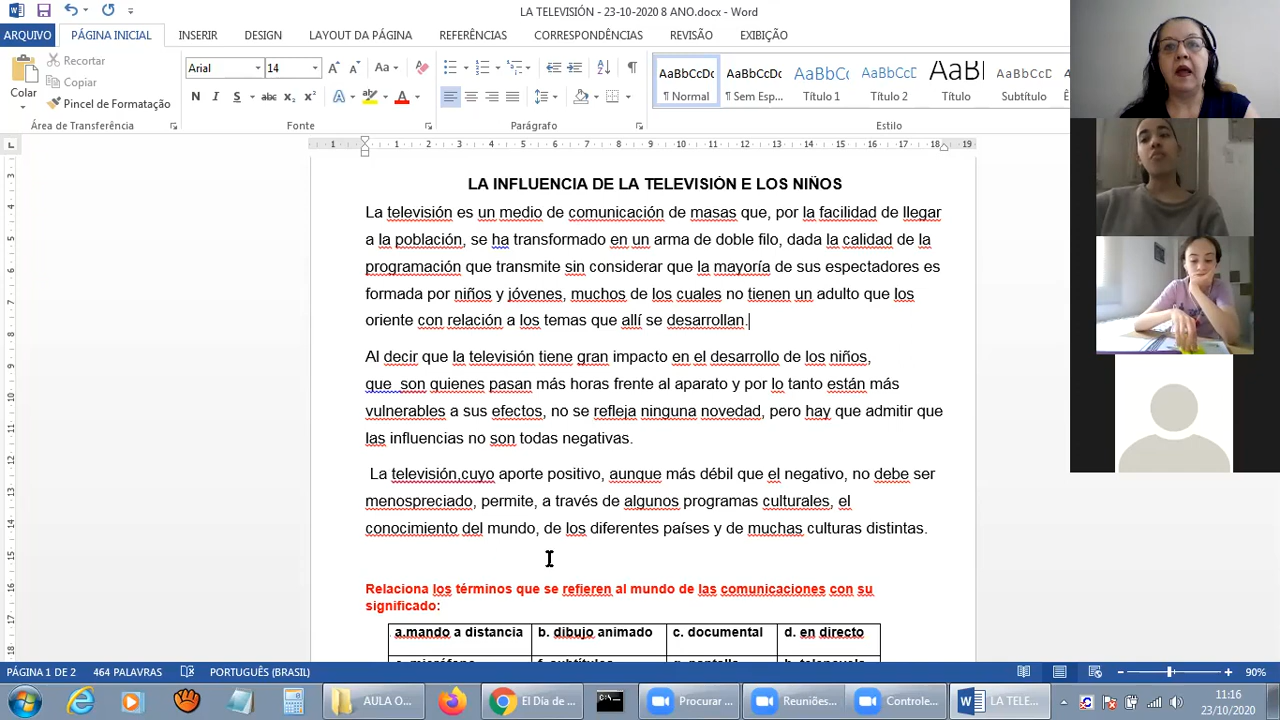 LA TELEVISIÓN - 23-10-2020 8 ANO.docx - Word
ARQUIVO PÁGINA INICIAL INSERIR DESIGN LAYOUT DA PÁGINA REFERÊNCIAS CORRESPONDÊNCIAS REVISÃO EXIBIÇÃO
Colar
Recortar
Copiar
Pincel de Formatação
Arial 14
N I S abc X₂ X²
AaBbCcDc AaBbCcDc AaBbCc AaBbCcD AaBb AaBbCcDc
¶ Normal ¶ Sem Esp... Título 1 Título 2 Título Subtítulo
Área de Transferência Fonte Parágrafo Estilo
LA INFLUENCIA DE LA TELEVISIÓN E LOS NIÑOS
La televisión es un medio de comunicación de masas que, por la facilidad de llegar
a la población, se ha transformado en un arma de doble filo, dada la calidad de la
programación que transmite sin considerar que la mayoría de sus espectadores es
formada por niños y jóvenes, muchos de los cuales no tienen un adulto que los
oriente con relación a los temas que allí se desarrollan.
Al decir que la televisión tiene gran impacto en el desarrollo de los niños,
que son quienes pasan más horas frente al aparato y por lo tanto están más
vulnerables a sus efectos, no se refleja ninguna novedad, pero hay que admitir que
las influencias no son todas negativas.
La televisión,cuyo aporte positivo, aunque más débil que el negativo, no debe ser
menospreciado, permite, a través de algunos programas culturales, el
conocimiento del mundo, de los diferentes países y de muchas culturas distintas.
Relaciona los términos que se refieren al mundo de las comunicaciones con su
significado:
a.mando a distancia b. dibujo animado c. documental d. en directo
PÁGINA 1 DE 2 464 PALAVRAS PORTUGUÊS (BRASIL) 90%
AULA O... El Día de ... Procurar ... Reuniões... Controle... LA TELE...
11:16
23/10/2020